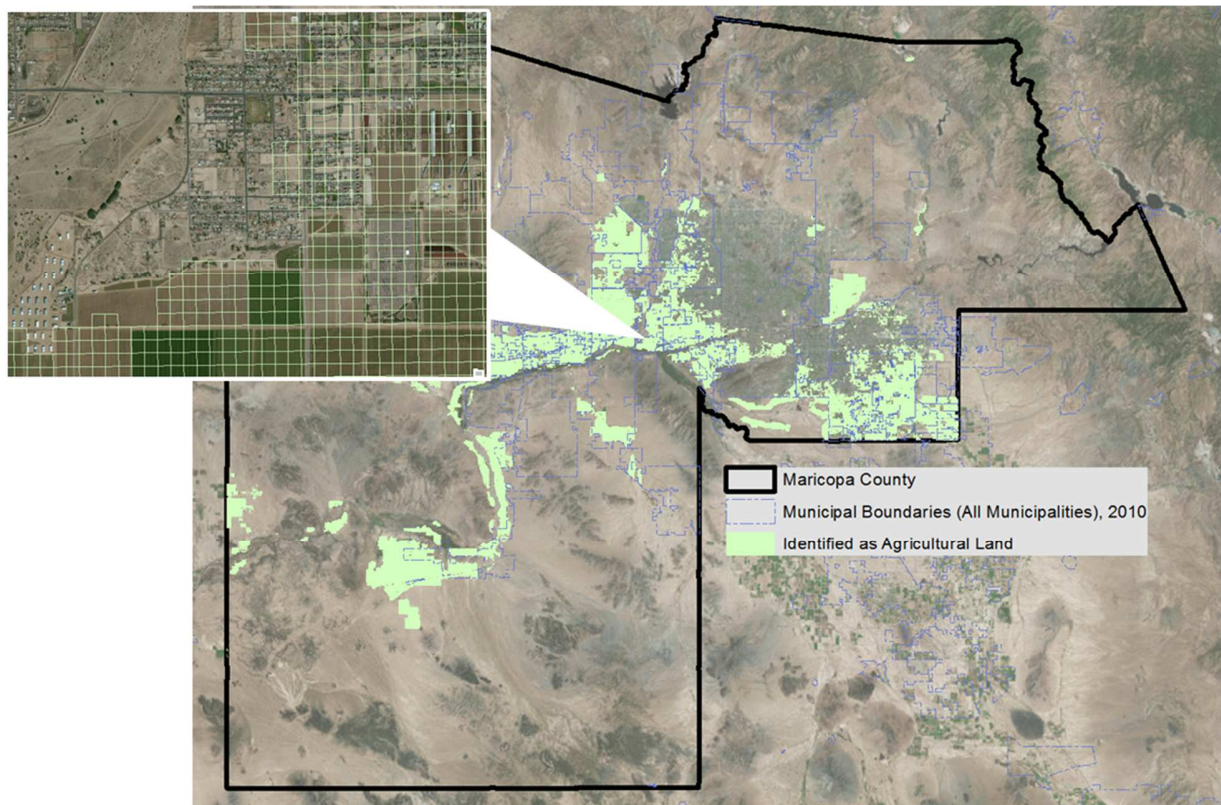 Maricopa County
Municipal Boundaries (All Municipalities), 2010
Identified as Agricultural Land